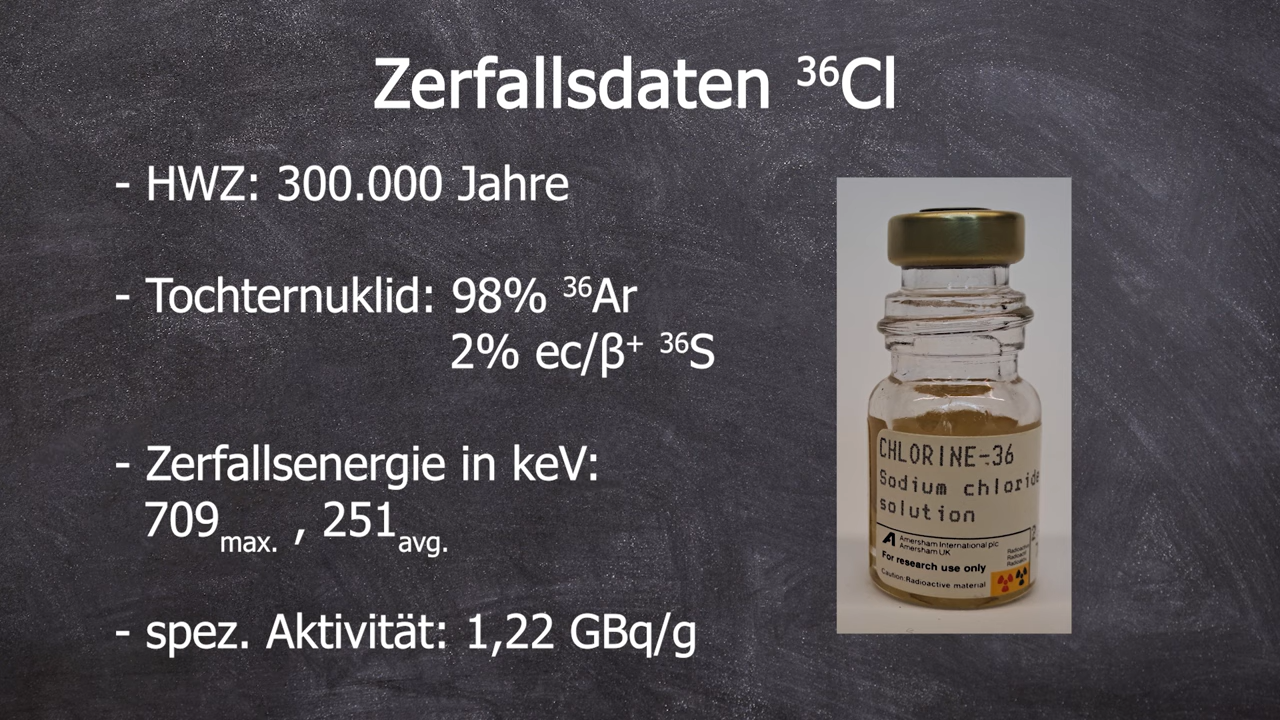 Zerfallsdaten ³⁶Cl
- HWZ: 300.000 Jahre
- Tochternuklid: 98% ³⁶Ar
2% ec/β⁺ ³⁶S
- Zerfallsenergie in keV:
709max. , 251avg.
- spez. Aktivität: 1,22 GBq/g
CHLORINE-36
Sodium chloride
solution
Amersham International plc
Amersham UK
For research use only
Caution: Radioactive material